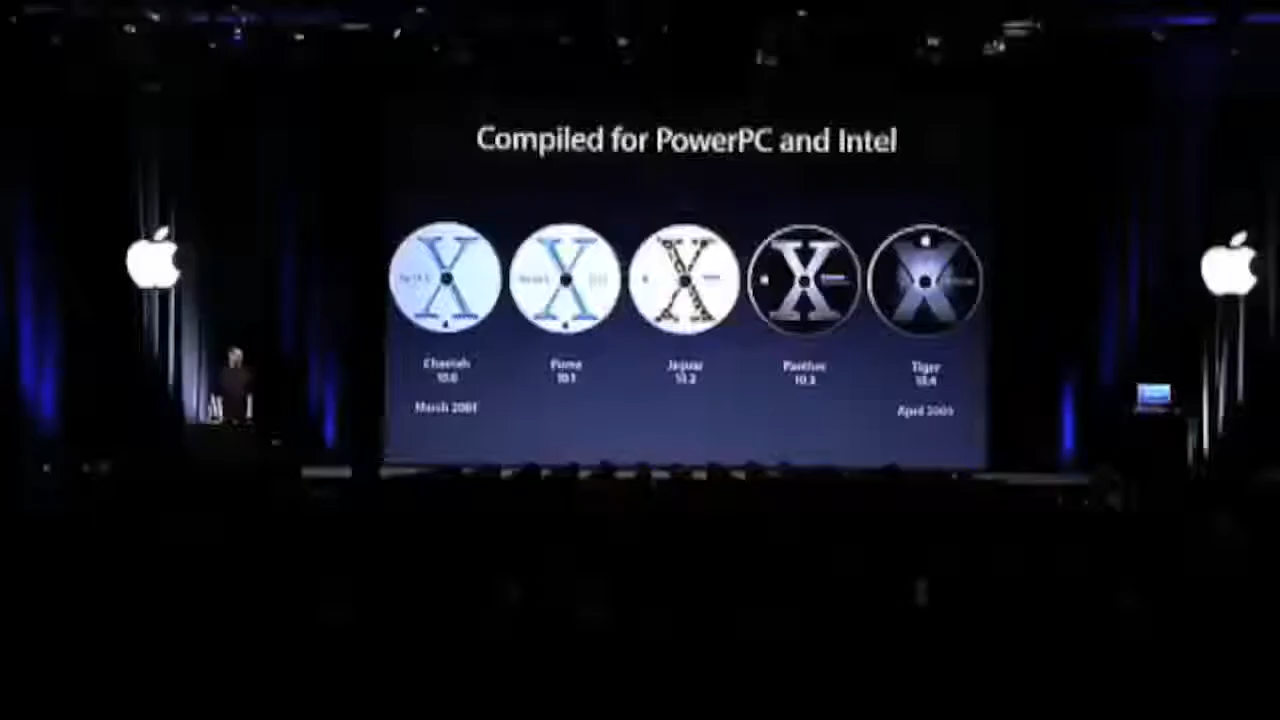 Compiled for PowerPC and Intel
Cheetah Puma Jaguar Panther Tiger
10.0 10.1 10.2 10.3 10.4
March 2001 April 2005